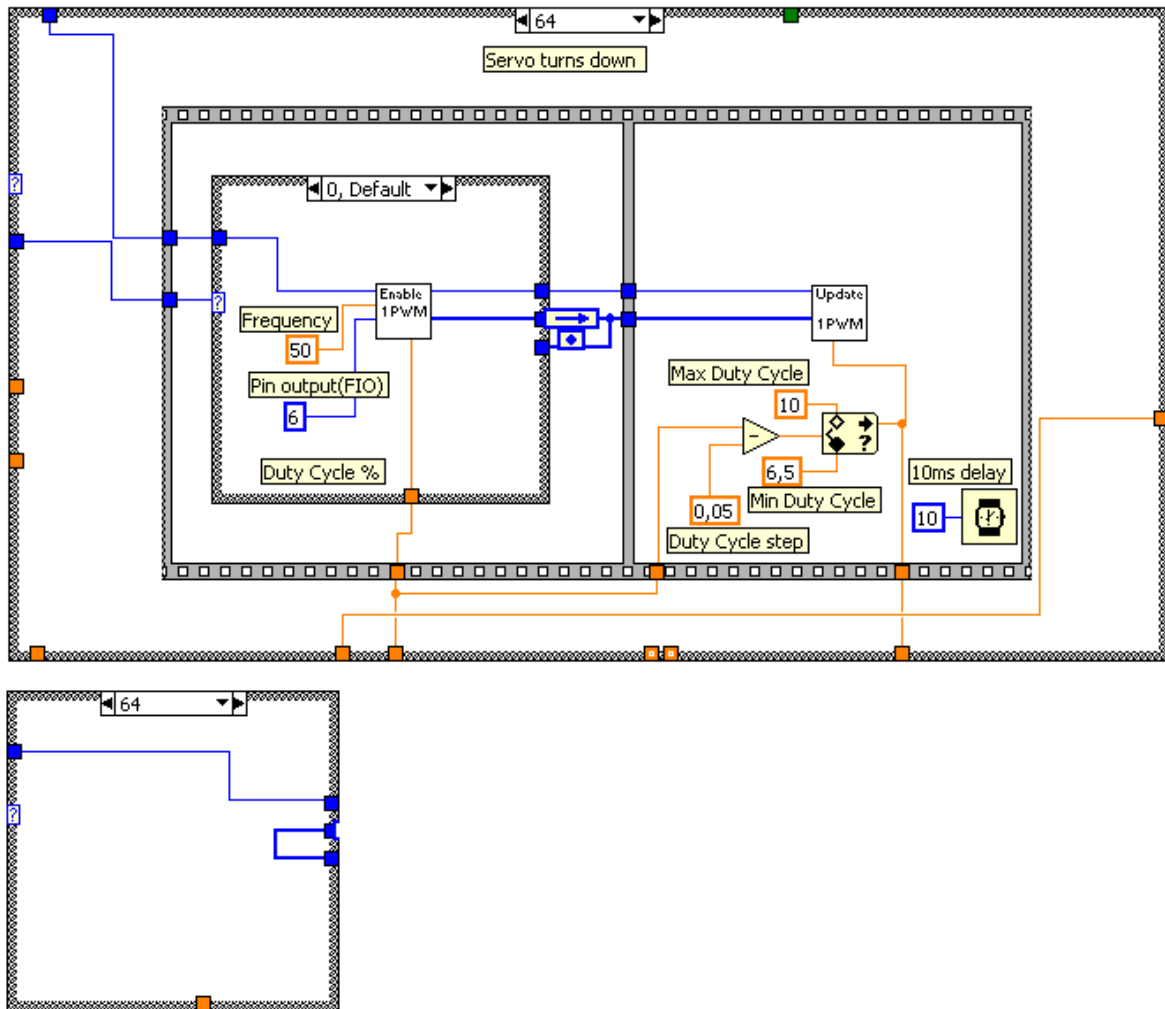 64
Servo turns down
0, Default
?
?
Enable
1PWM
Update
1PWM
Frequency
50
Pin output(FIO)
6
Duty Cycle %
Max Duty Cycle
10
-
?
6,5
Min Duty Cycle
0,05
Duty Cycle step
10ms delay
10
64
?